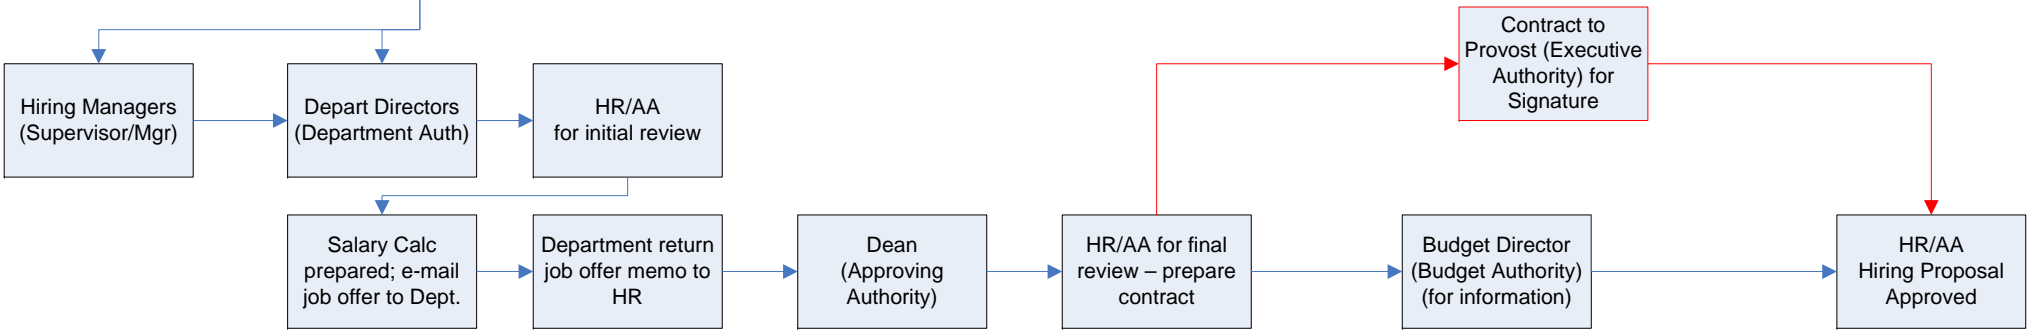 Contract to
Provost (Executive
Authority) for
Signature
Hiring Managers
(Supervisor/Mgr)
Depart Directors
(Department Auth)
HR/AA
for initial review
Salary Calc
prepared; e-mail
job offer to Dept.
Department return
job offer memo to
HR
Dean
(Approving
Authority)
HR/AA for final
review – prepare
contract
Budget Director
(Budget Authority)
(for information)
HR/AA
Hiring Proposal
Approved